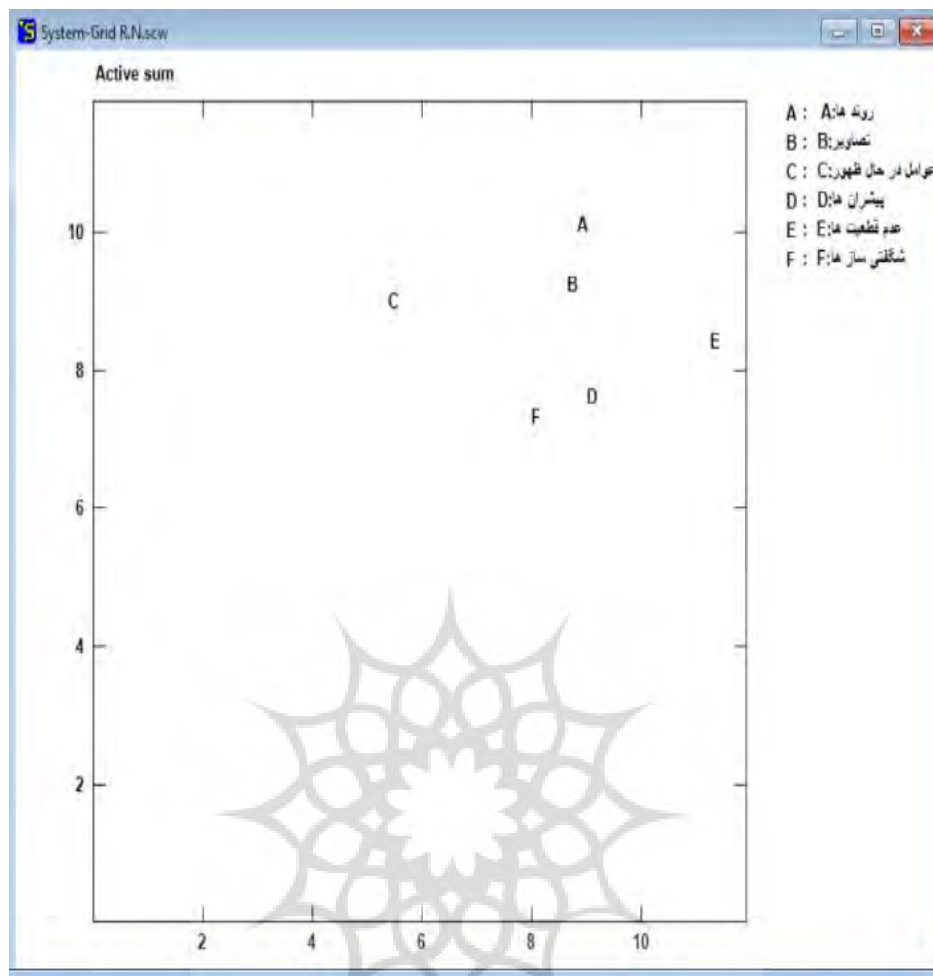 System-Grid R.N.scw
Active sum
A : A:روند ها
B : B:تصاویر
C : C:عوامل در حال ظهور
D : D:پیشران ها
E : E:عدم قطعیت ها
F : F:شگفتی ساز ها
10
8
6
4
2
A
B
C
E
D
F
2 4 6 8 10